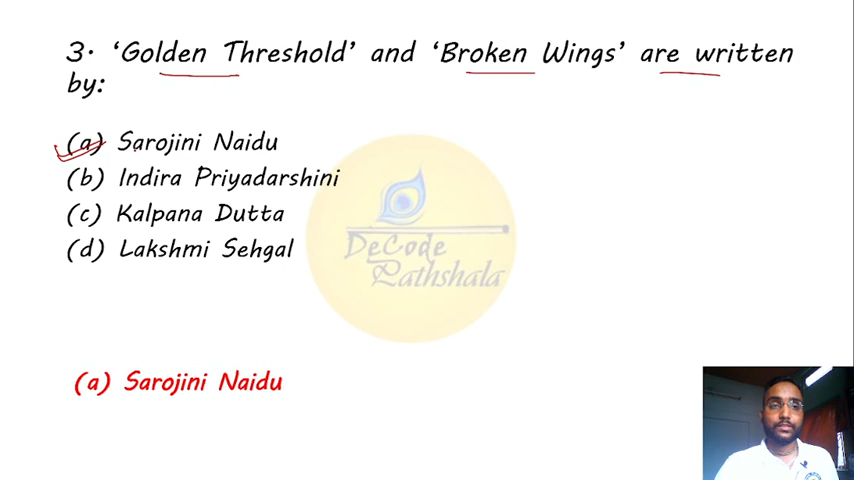 3. ‘Golden Threshold’ and ‘Broken Wings’ are written
by:
(a) Sarojini Naidu
(b) Indira Priyadarshini
(c) Kalpana Dutta
(d) Lakshmi Sehgal
DeCode
Pathshala
(a) Sarojini Naidu